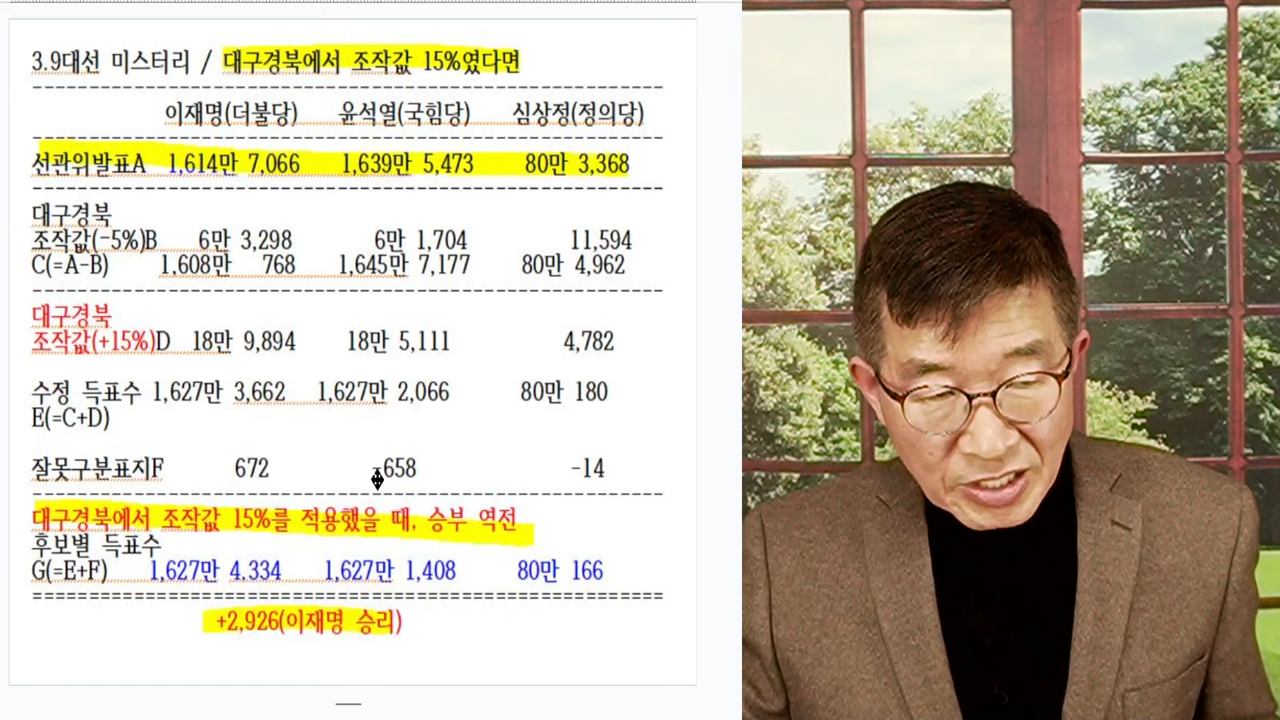 3.9대선 미스터리 / 대구경북에서 조작값 15%였다면
이재명(더불당) 윤석열(국힘당) 심상정(정의당)
선관위발표A 1,614만 7,066 1,639만 5,473 80만 3,368
대구경북
조작값(-5%)B 6만 3,298 6만 1,704 11,594
C(=A-B) 1,608만 768 1,645만 7,177 80만 4,962
대구경북
조작값(+15%)D 18만 9,894 18만 5,111 4,782
수정 득표수 1,627만 3,662 1,627만 2,066 80만 180
E(=C+D)
잘못구분표지F 672 -658 -14
대구경북에서 조작값 15%를 적용했을 때, 승부 역전
후보별 득표수
G(=E+F) 1,627만 4,334 1,627만 1,408 80만 166
+2,926(이재명 승리)